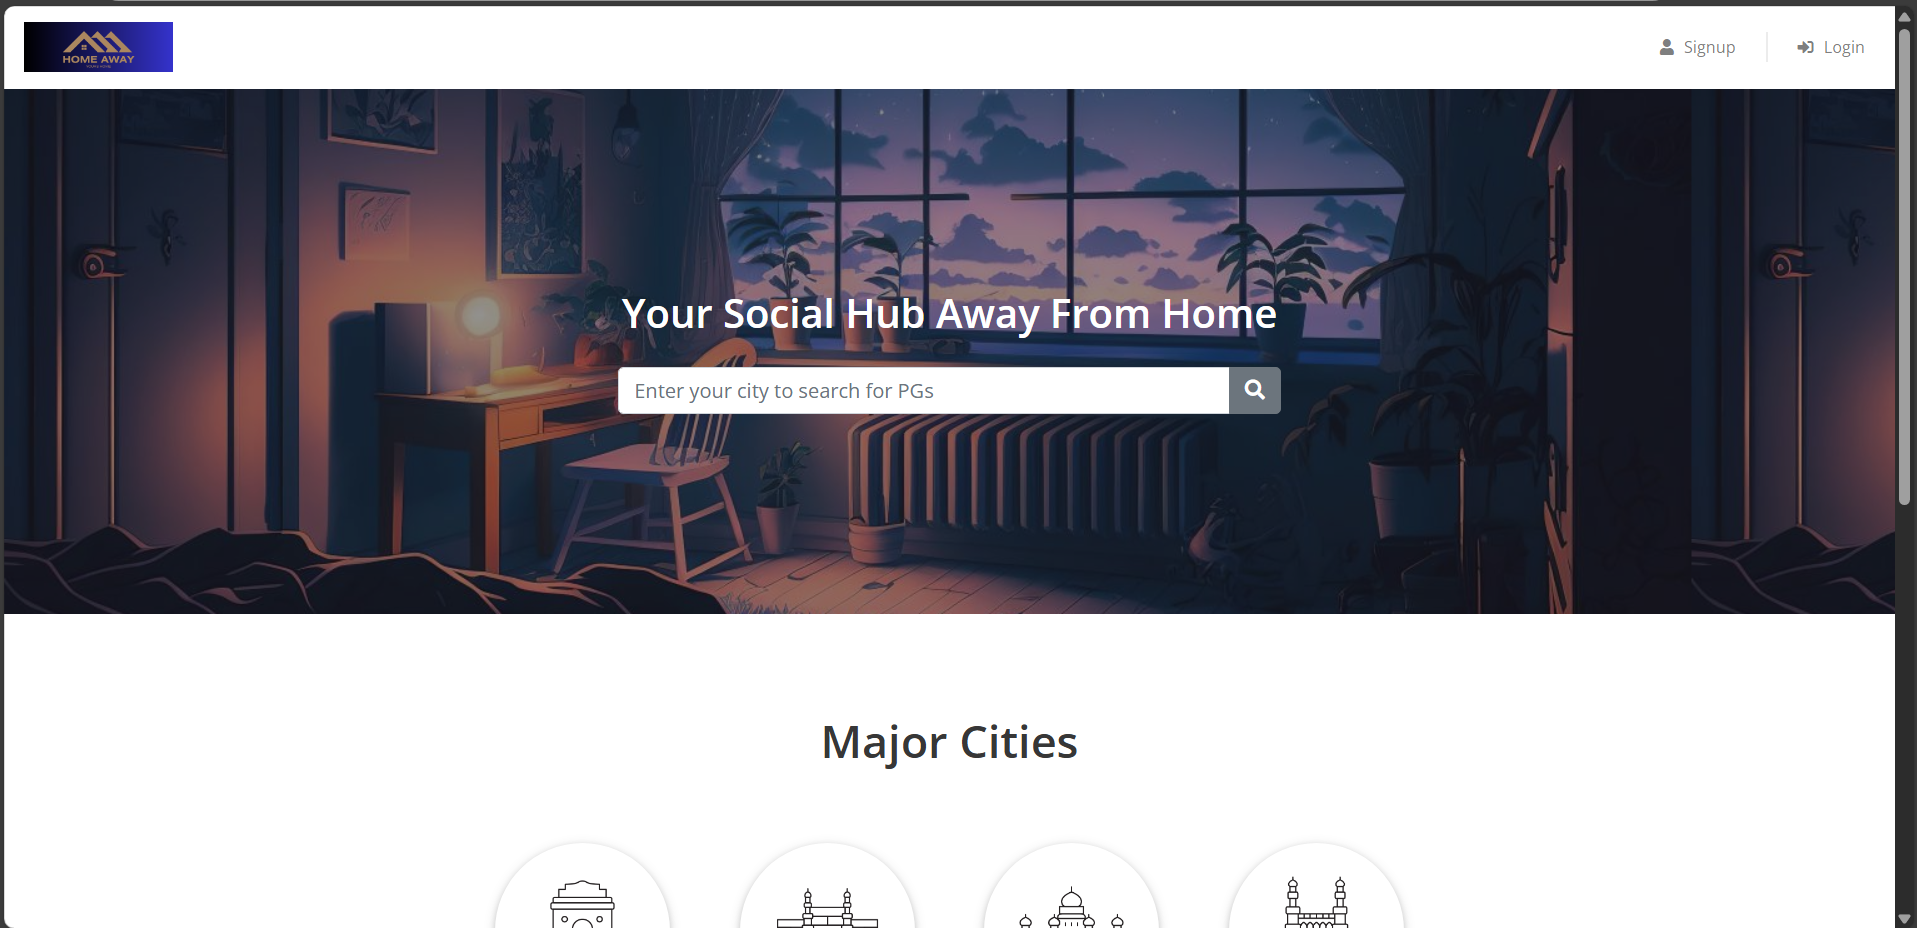 HOME AWAY
Signup
Login
Your Social Hub Away From Home
Enter your city to search for PGs
Major Cities